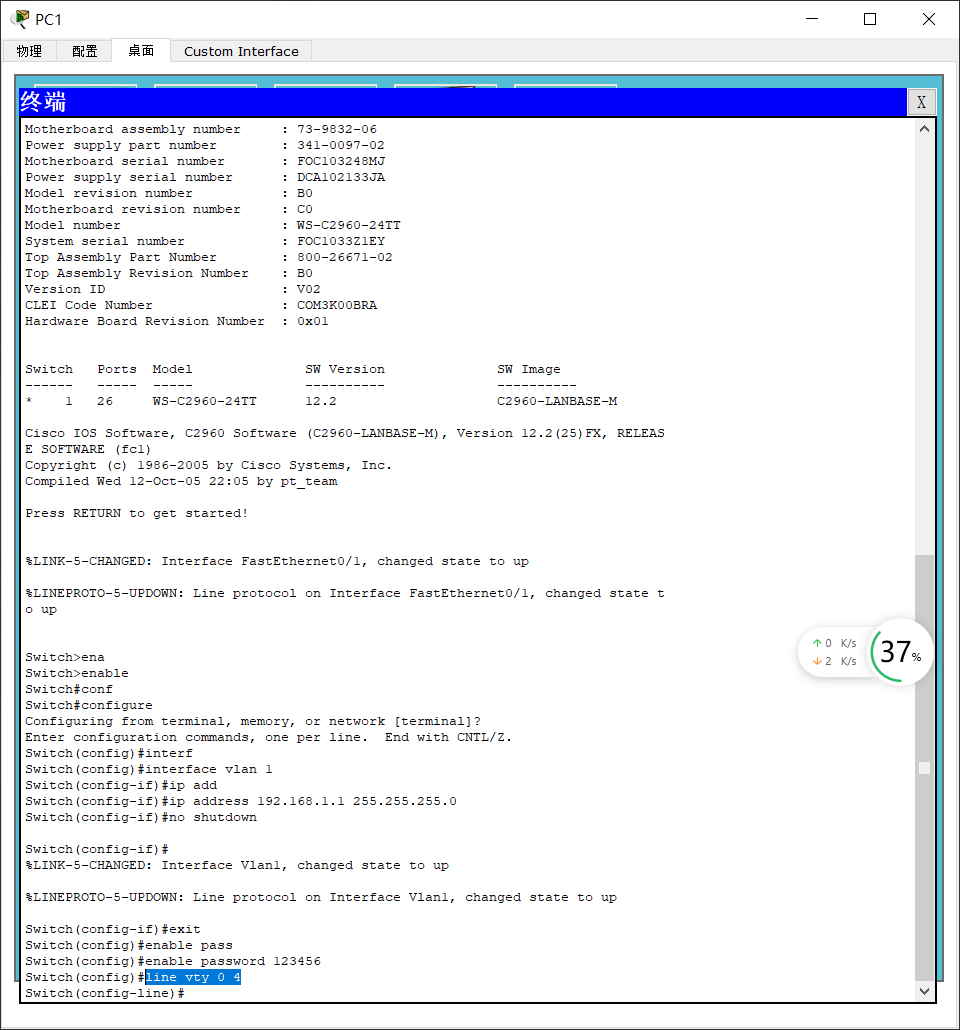 PC1
物理 配置 桌面 Custom Interface
终端 X
Motherboard assembly number : 73-9832-06
Power supply part number : 341-0097-02
Motherboard serial number : FOC103248MJ
Power supply serial number : DCA102133JA
Model revision number : B0
Motherboard revision number : C0
Model number : WS-C2960-24TT
System serial number : FOC1033Z1EY
Top Assembly Part Number : 800-26671-02
Top Assembly Revision Number : B0
Version ID : V02
CLEI Code Number : COM3K00BRA
Hardware Board Revision Number : 0x01
Switch Ports Model SW Version SW Image
------ ----- ----- ---------- ----------
* 1 26 WS-C2960-24TT 12.2 C2960-LANBASE-M
Cisco IOS Software, C2960 Software (C2960-LANBASE-M), Version 12.2(25)FX, RELEAS
E SOFTWARE (fc1)
Copyright (c) 1986-2005 by Cisco Systems, Inc.
Compiled Wed 12-Oct-05 22:05 by pt_team
Press RETURN to get started!
%LINK-5-CHANGED: Interface FastEthernet0/1, changed state to up
%LINEPROTO-5-UPDOWN: Line protocol on Interface FastEthernet0/1, changed state t
o up
↑ 0 K/s
↓ 2 K/s
37%
Switch>ena
Switch>enable
Switch#conf
Switch#configure
Configuring from terminal, memory, or network [terminal]?
Enter configuration commands, one per line. End with CNTL/Z.
Switch(config)#interf
Switch(config)#interface vlan 1
Switch(config-if)#ip add
Switch(config-if)#ip address 192.168.1.1 255.255.255.0
Switch(config-if)#no shutdown
Switch(config-if)#
%LINK-5-CHANGED: Interface Vlan1, changed state to up
%LINEPROTO-5-UPDOWN: Line protocol on Interface Vlan1, changed state to up
Switch(config-if)#exit
Switch(config)#enable pass
Switch(config)#enable password 123456
Switch(config)#line vty 0 4
Switch(config-line)#